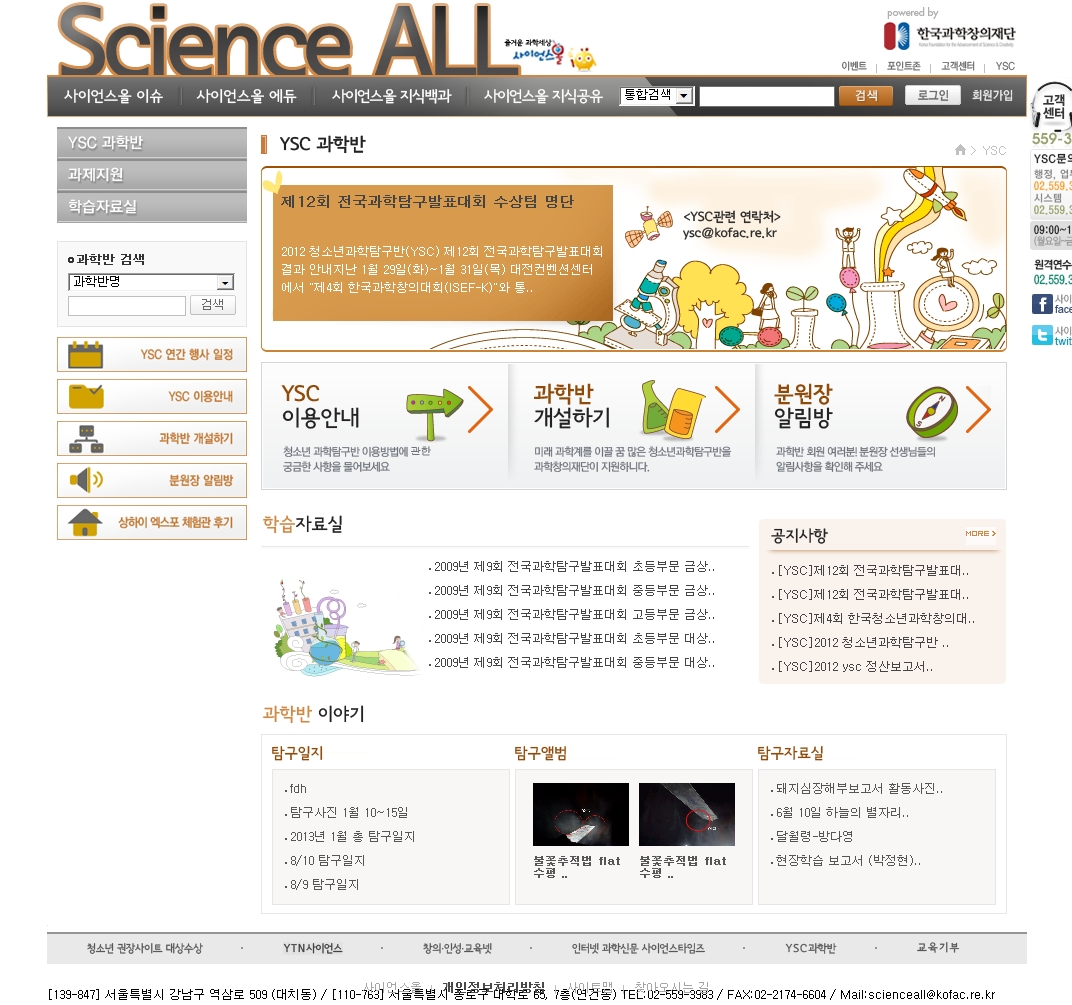 Science ALL
즐거운 과학세상
사이언스올
powered by
한국과학창의재단
Korea Foundation for the Advancement of Science & Creativity
이벤트 | 포인트존 | 고객센터 | YSC
사이언스올 이슈 사이언스올 에듀 사이언스올 지식백과 사이언스올 지식공유 통합검색 검색 로그인 회원가입
고객
센터
559-3
YSC문의
02.559.3
시스템
02.559.3
09:00~1
원격연수
02.559.3
face
twit
YSC 과학반
과제지원
학습자료실
과학반 검색
과학반명
검색
YSC 연간 행사 일정
YSC 이용안내
과학반 개설하기
분원장 알림방
상하이 엑스포 체험관 후기
YSC 과학반
> YSC
제12회 전국과학탐구발표대회 수상팀 명단
2012 청소년과학탐구반(YSC) 제12회 전국과학탐구발표대회
결과 안내지난 1월 29일(화)~1월 31일(목) 대전컨벤션센터
에서 "제4회 한국과학창의대회(ISEF-K)"와 통..
<YSC관련 연락처>
ysc@kofac.re.kr
YSC
이용안내
청소년 과학탐구반 이용방법에 관한
궁금한 사항을 물어보세요
과학반
개설하기
미래 과학계를 이끌 꿈 많은 청소년과학탐구반을
과학창의재단이 지원하니다.
분원장
알림방
과학반 회원 여러분! 분원장 선생님들의
알림사항을 확인해 주세요
학습자료실
2009년 제9회 전국과학탐구발표대회 초등부문 금상..
2009년 제9회 전국과학탐구발표대회 중등부문 금상..
2009년 제9회 전국과학탐구발표대회 고등부문 금상..
2009년 제9회 전국과학탐구발표대회 초등부문 대상..
2009년 제9회 전국과학탐구발표대회 중등부문 대상..
공지사항 MORE >
[YSC]제12회 전국과학탐구발표대..
[YSC]제12회 전국과학탐구발표대..
[YSC]제4회 한국청소년과학창의대..
[YSC]2012 청소년과학탐구반 ..
[YSC]2012 ysc 정산보고서..
과학반 이야기
탐구일지
fdh
탐구사진 1월 10~15일
2013년 1월 총 탐구일지
8/10 탐구일지
8/9 탐구일지
탐구앨범
불꽃추적법 flat
수평 ..
불꽃추적법 flat
수평 ..
탐구자료실
돼지심장해부보고서 활동사진..
6월 10일 하늘의 별자리..
달월령-방다영
현장학습 보고서 (박정현)..
청소년 권장사이트 대상수상 · YTN사이언스 · 창의·인성·교육넷 · 인터넷 과학신문 사이언스타임즈 · YSC과학반 · 교육기부
사이언스올 | 개인정보처리방침 | 사이트맵 | 찾아오시는 길
[139-847] 서울특별시 강남구 역삼로 509 (대치동) / [110-763] 서울특별시 종로구 대학로 65, 7층(연건동) TEL:02-559-3983 / FAX:02-2174-6604 / Mail:scienceall@kofac.re.kr